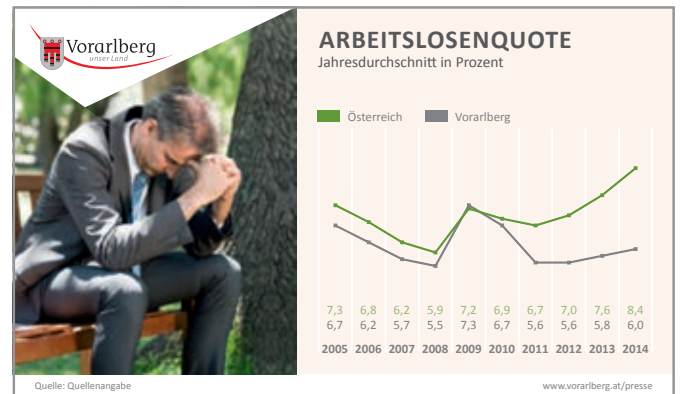 Vorarlberg
unser Land
ARBEITSLOSENQUOTE
Jahresdurchschnitt in Prozent
Österreich Vorarlberg
7,3 6,8 6,2 5,9 7,2 6,9 6,7 7,0 7,6 8,4
6,7 6,2 5,7 5,5 7,3 6,7 5,6 5,6 5,8 6,0
2005 2006 2007 2008 2009 2010 2011 2012 2013 2014
Quelle: Quellenangabe www.vorarlberg.at/presse